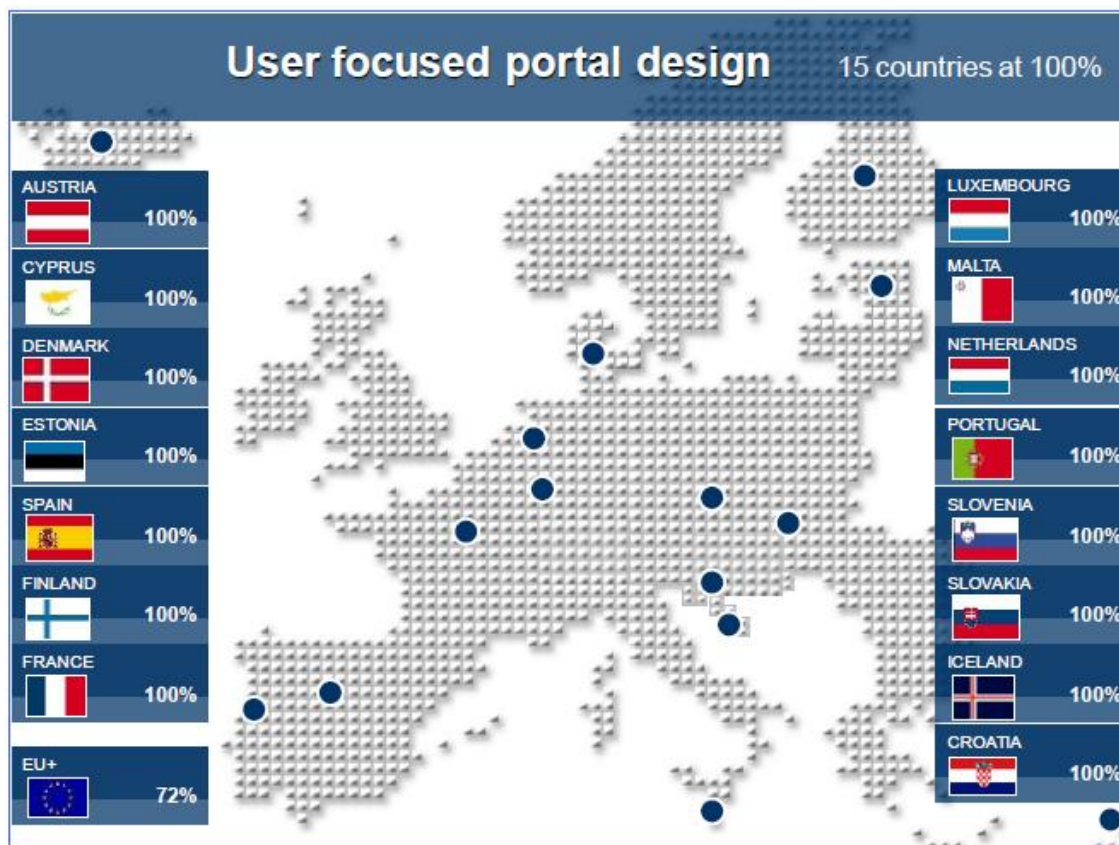 User focused portal design
15 countries at 100%
AUSTRIA
100%
CYPRUS
100%
DENMARK
100%
ESTONIA
100%
SPAIN
100%
FINLAND
100%
FRANCE
100%
EU+
72%
LUXEMBOURG
100%
MALTA
100%
NETHERLANDS
100%
PORTUGAL
100%
SLOVENIA
100%
SLOVAKIA
100%
ICELAND
100%
CROATIA
100%